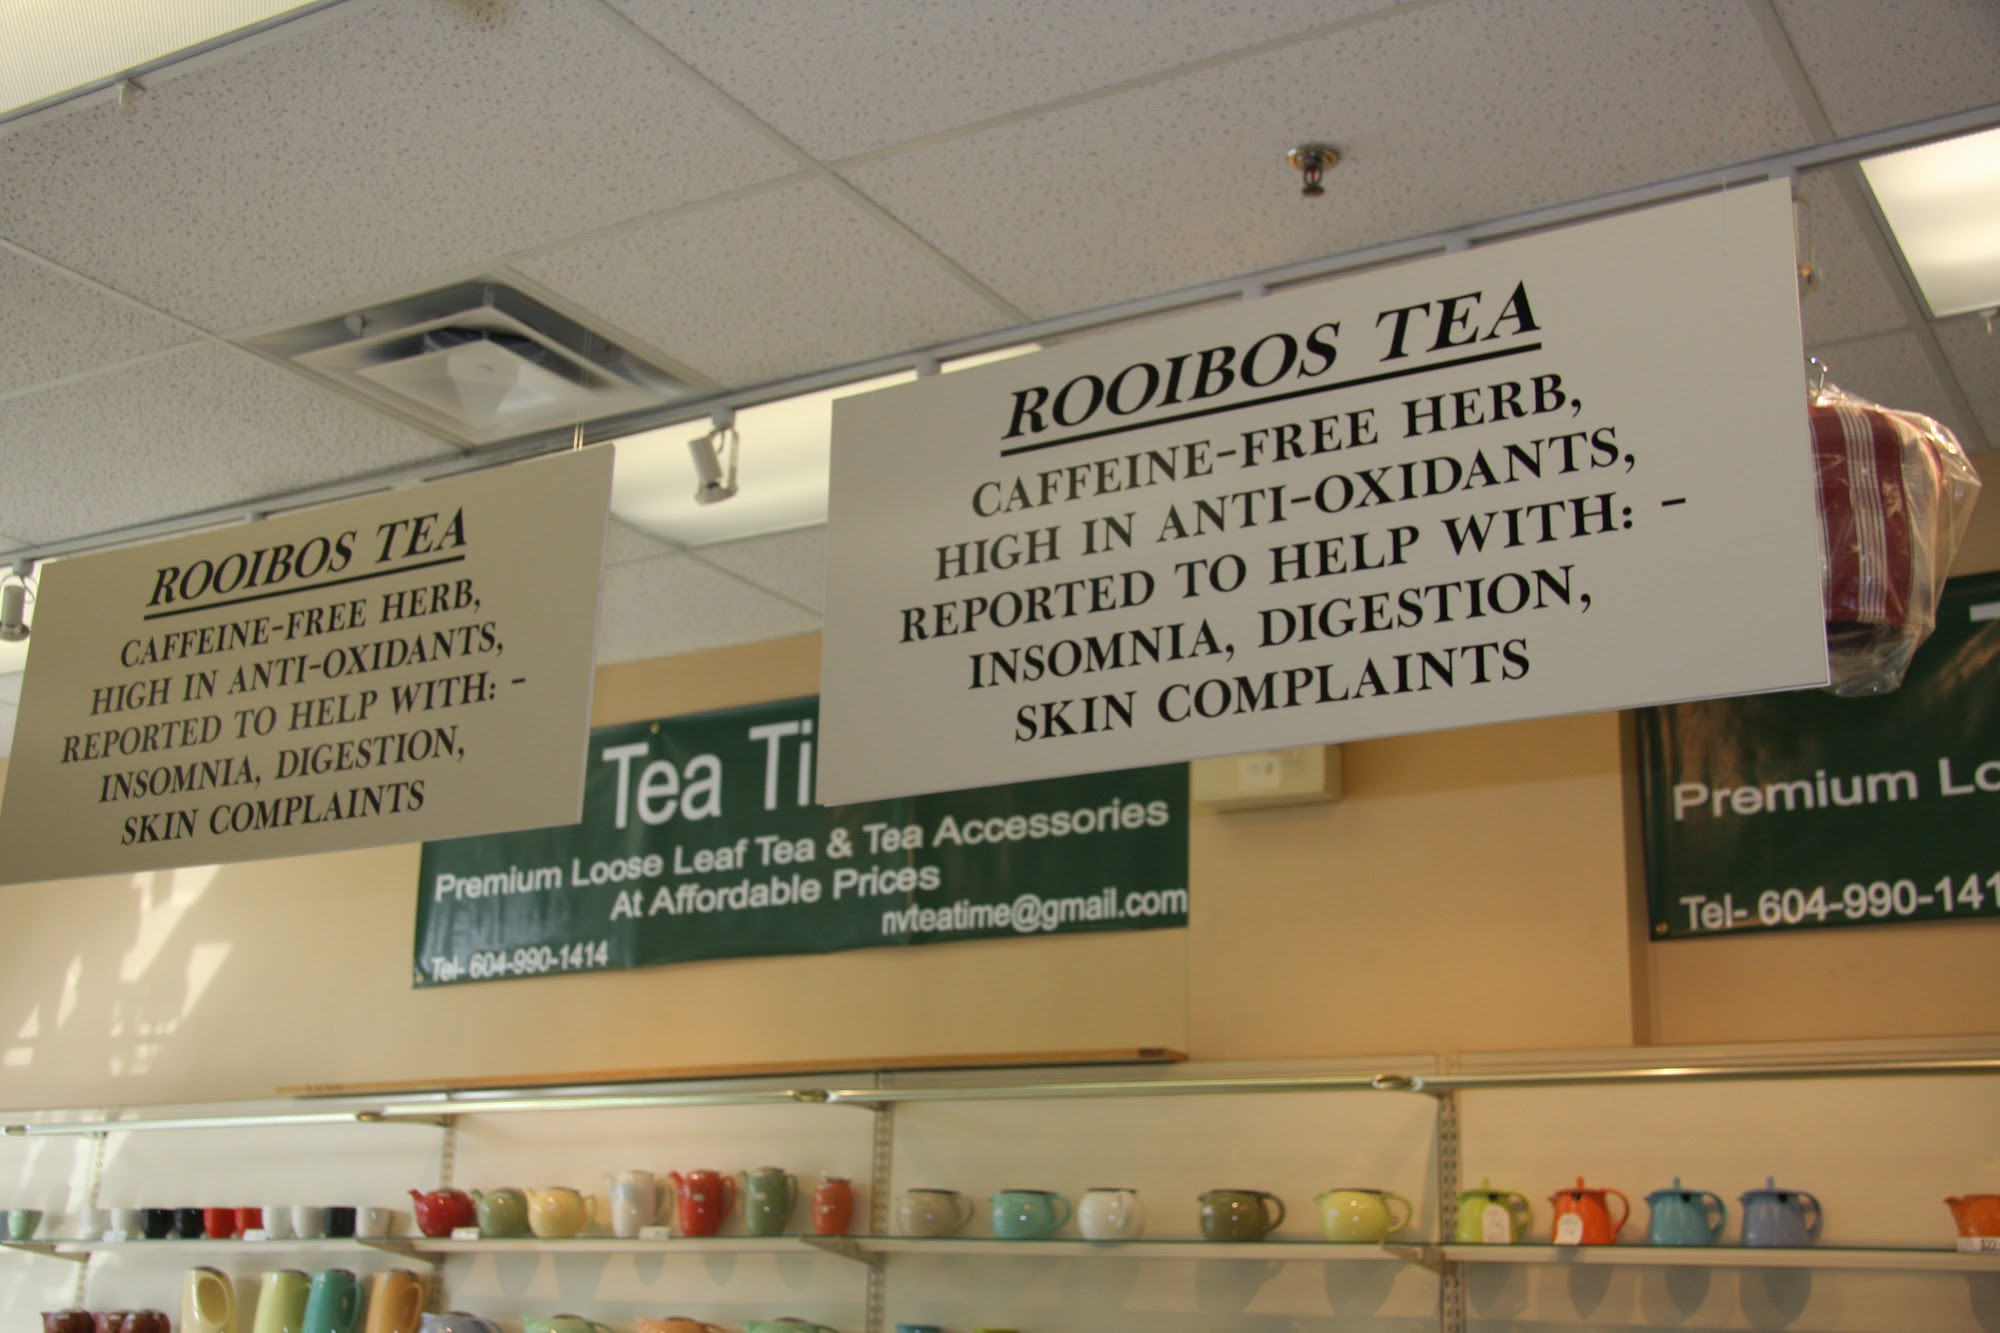 ROOIBOS TEA
CAFFEINE-FREE HERB,
HIGH IN ANTI-OXIDANTS,
REPORTED TO HELP WITH: -
INSOMNIA, DIGESTION,
SKIN COMPLAINTS
ROOIBOS TEA
CAFFEINE-FREE HERB,
HIGH IN ANTI-OXIDANTS,
REPORTED TO HELP WITH: -
INSOMNIA, DIGESTION,
SKIN COMPLAINTS
Tea Ti
Premium Loose Leaf Tea & Tea Accessories
At Affordable Prices
nvteatime@gmail.com
Tel- 604-990-1414
Premium Lo
Tel- 604-990-141